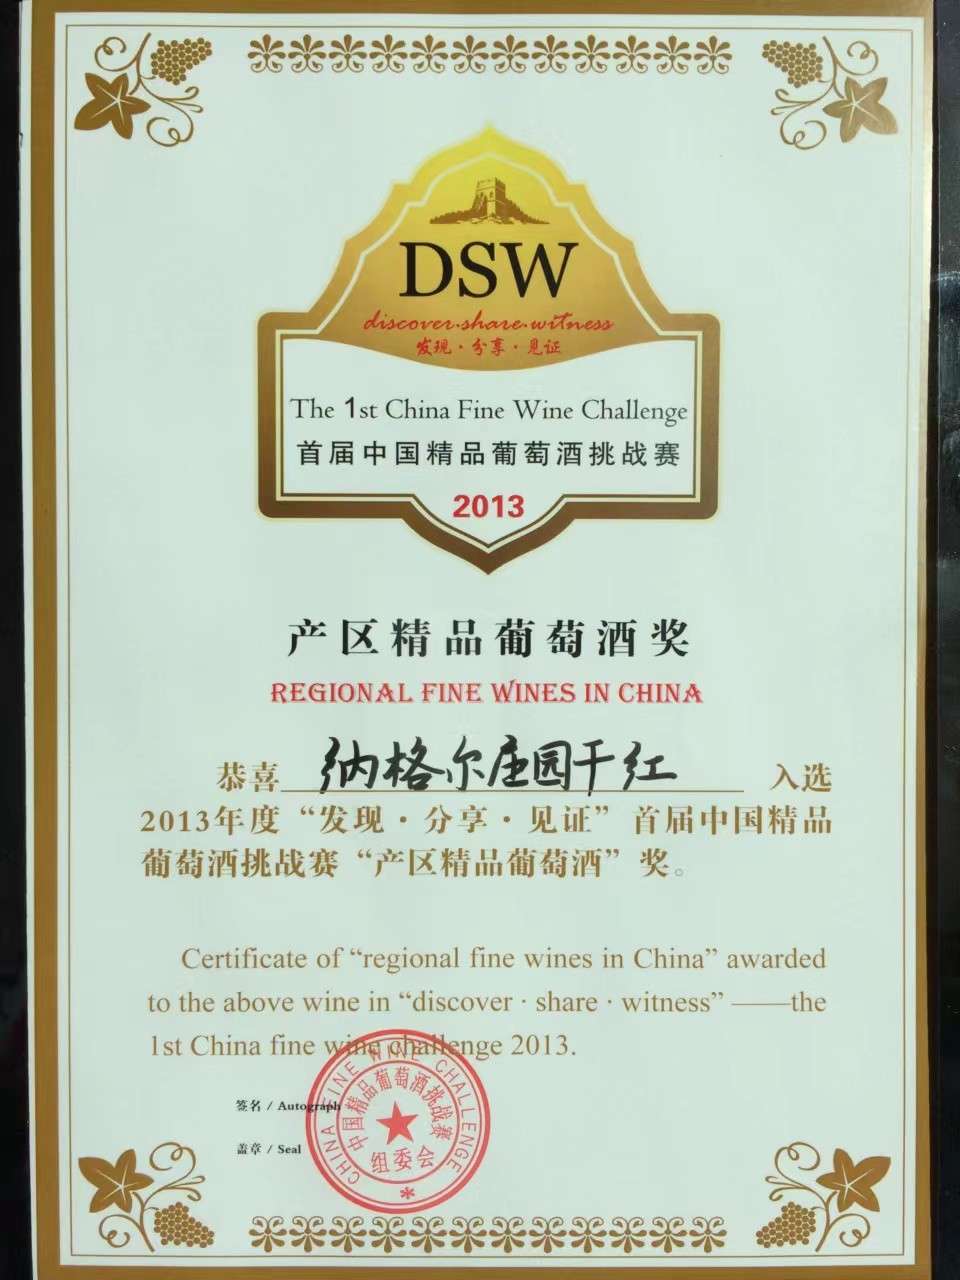 DSW
discover·share·witness
发现·分享·见证
The 1st China Fine Wine Challenge
首届中国精品葡萄酒挑战赛
2013
产区精品葡萄酒奖
REGIONAL FINE WINES IN CHINA
恭喜 纳格尔庄园干红 入选
2013年度“发现·分享·见证”首届中国精品
葡萄酒挑战赛“产区精品葡萄酒”奖。
Certificate of “regional fine wines in China” awarded
to the above wine in “discover · share · witness” ——the
1st China fine wine challenge 2013.
签名 / Autograph
盖章 / Seal
CHINA FINE WINE CHALLENGE
中国精品葡萄酒挑战赛
组委会